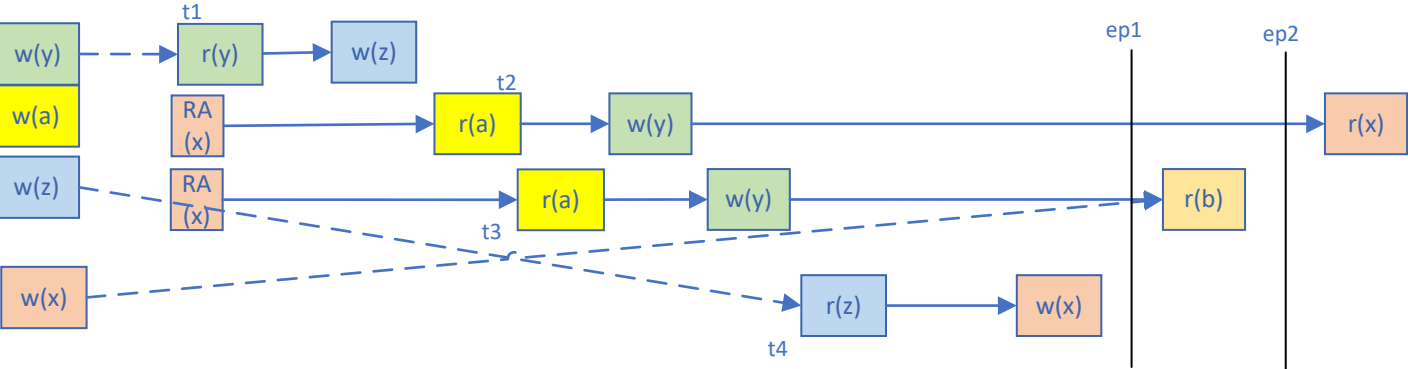 t1
ep1
ep2
w(y)
r(y)
w(z)
t2
w(a)
RA
(x)
r(a)
w(y)
r(x)
w(z)
RA
(x)
r(a)
w(y)
r(b)
t3
w(x)
r(z)
w(x)
t4